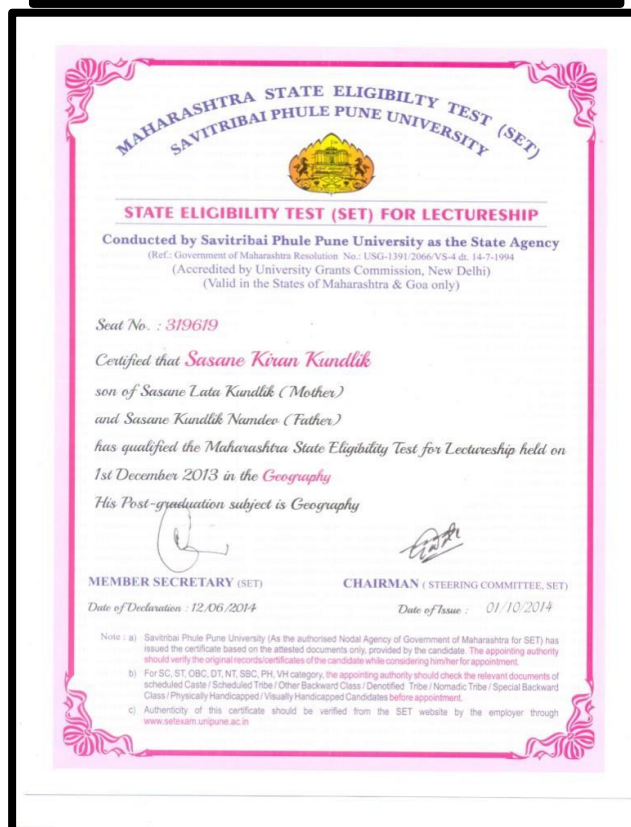 MAHARASHTRA STATE ELIGIBILTY TEST (SET)
SAVITRIBAI PHULE PUNE UNIVERSITY
STATE ELIGIBILITY TEST (SET) FOR LECTURESHIP
Conducted by Savitribai Phule Pune University as the State Agency
(Ref.: Government of Maharashtra Resolution No.: USG-1391/2066/VS-4 dt. 14-7-1994
(Accredited by University Grants Commission, New Delhi)
(Valid in the States of Maharashtra & Goa only)
Seat No. : 319619
Certified that Sasane Kiran Kundlik
son of Sasane Lata Kundlik (Mother)
and Sasane Kundlik Namdev (Father)
has qualified the Maharashtra State Eligibility Test for Lectureship held on
1st December 2013 in the Geography
His Post-graduation subject is Geography
MEMBER SECRETARY (SET) CHAIRMAN ( STEERING COMMITTEE, SET)
Date of Declaration : 12/06/2014 Date of Issue : 01/10/2014
Note : a) Savitribai Phule Pune University (As the authorised Nodal Agency of Government of Maharashtra for SET) has
issued the certificate based on the attested documents only, provided by the candidate. The appointing authority
should verify the original records/certificates of the candidate while considering him/her for appointment.
b) For SC, ST, OBC, DT, NT, SBC, PH, VH category, the appointing authority should check the relevant documents of
scheduled Caste / Scheduled Tribe / Other Backward Class / Denotified Tribe / Nomadic Tribe / Special Backward
Class / Physically Handicapped / Visually Handicapped Candidates before appointment.
c) Authenticity of this certificate should be verified from the SET website by the employer through
www.setexam.unipune.ac.in